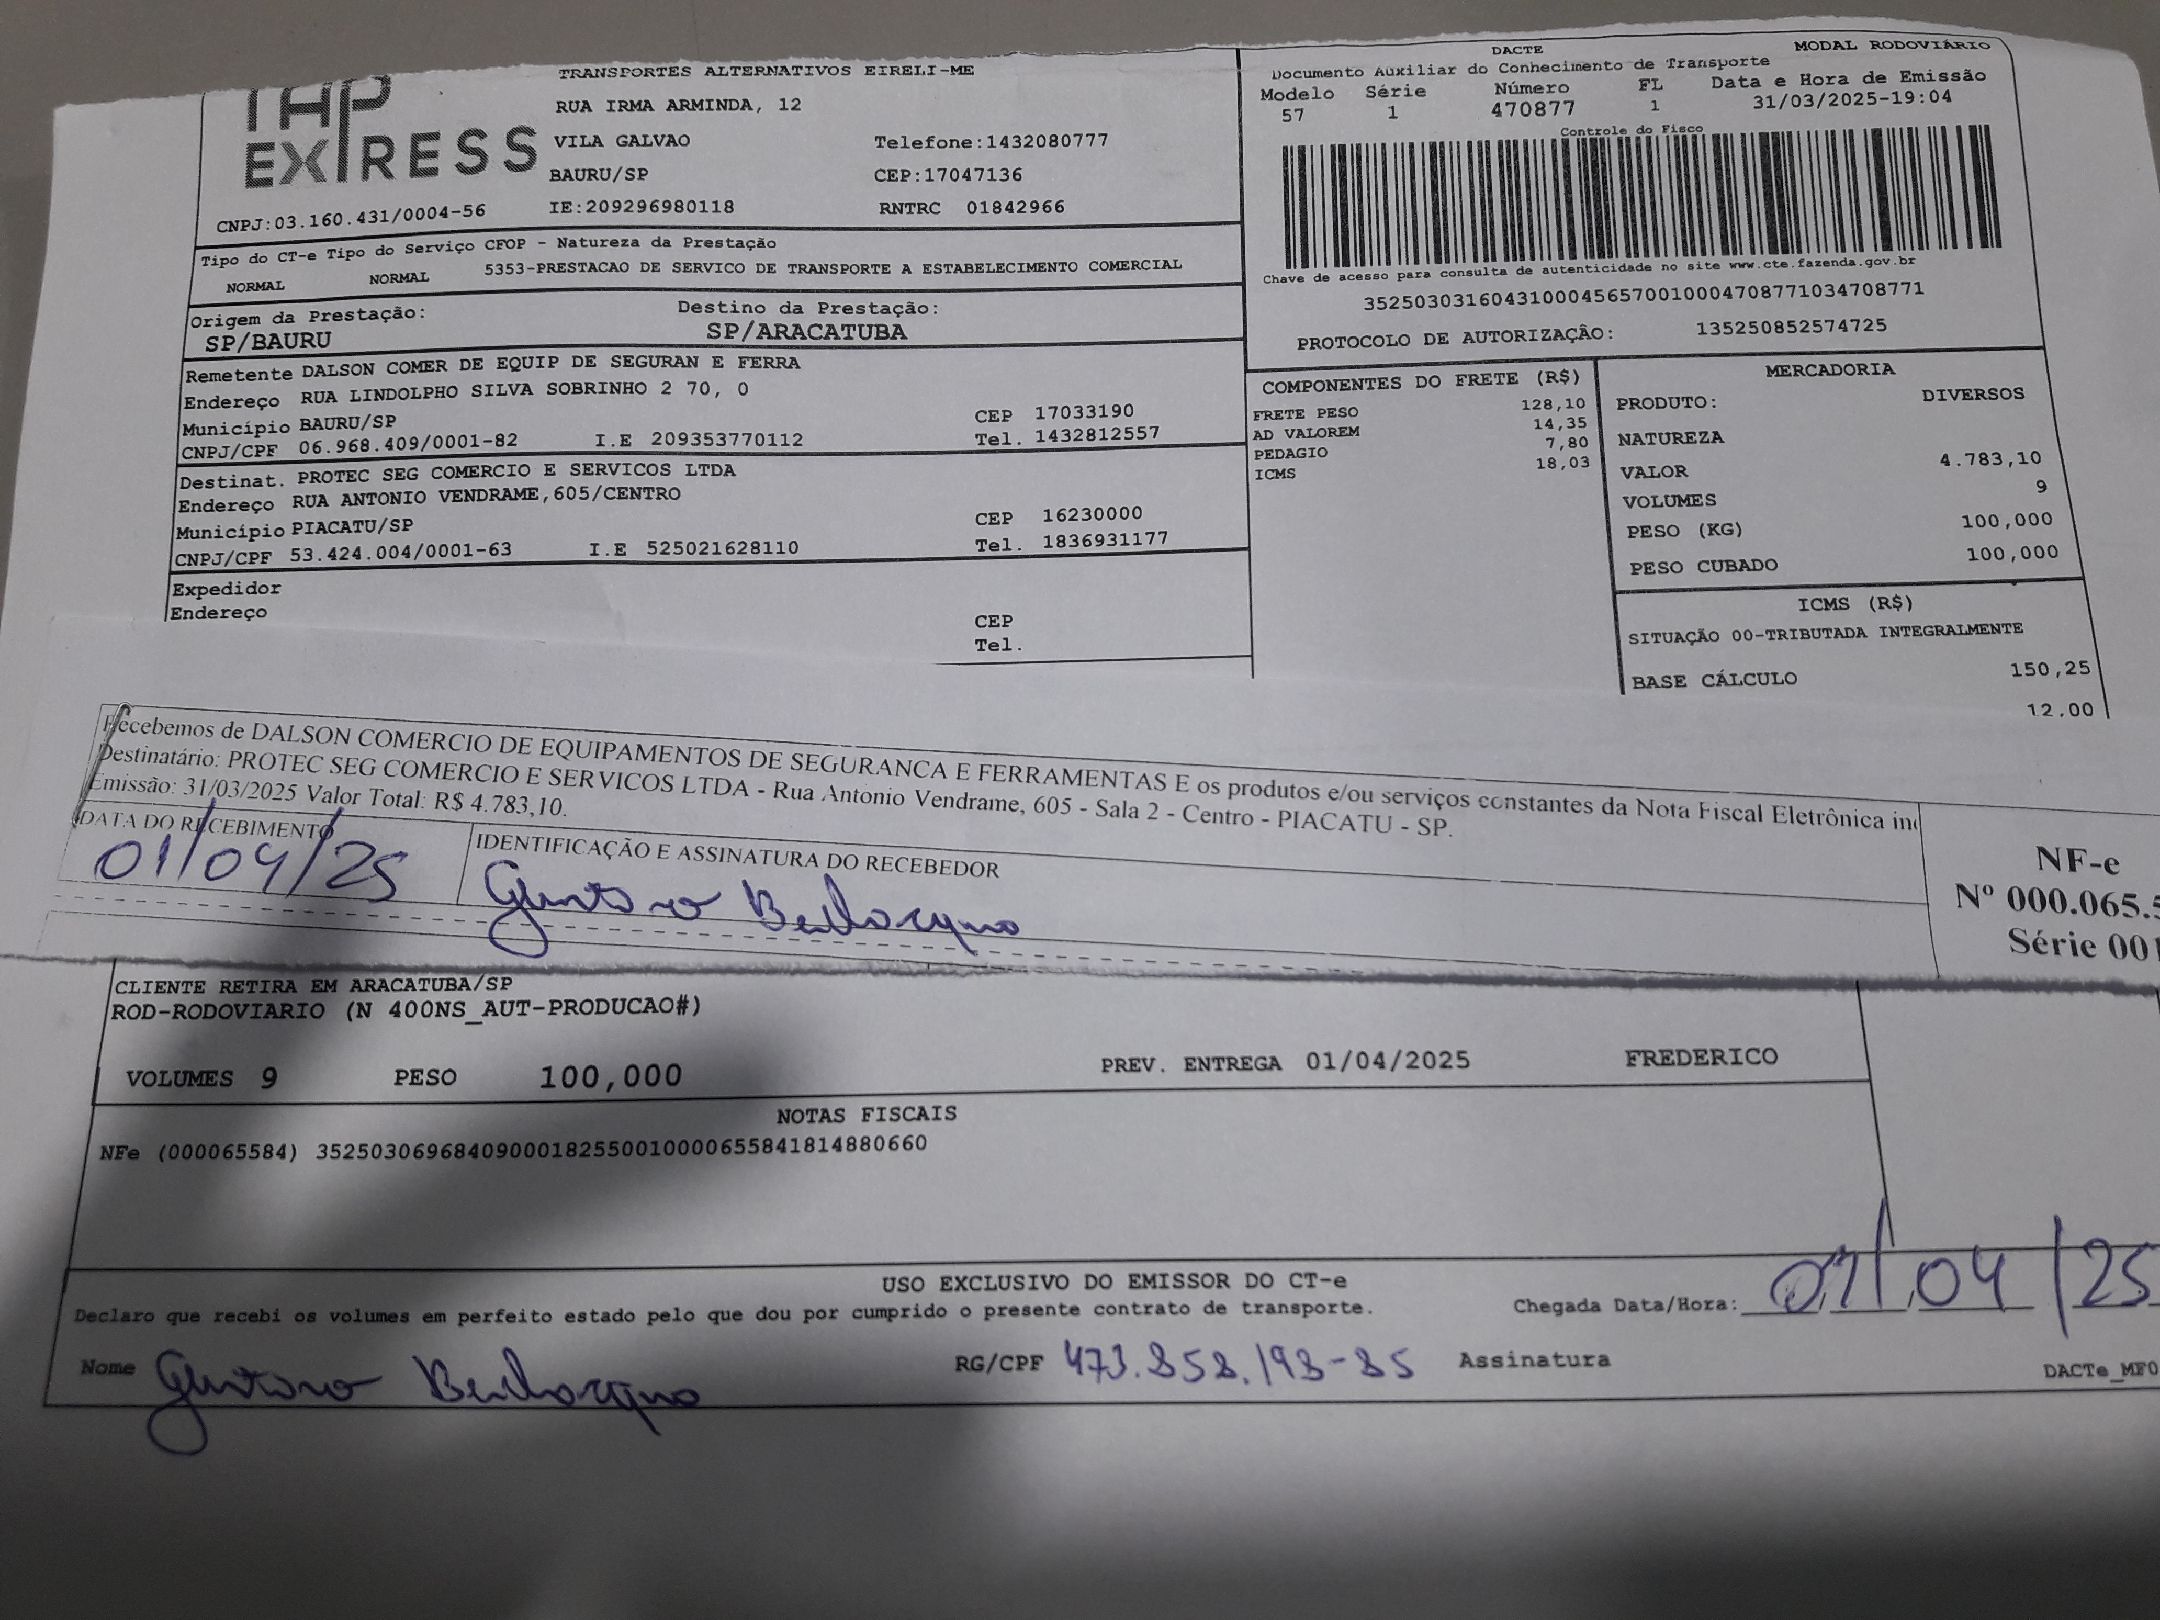 TAP
EXPRESS
TRANSPORTES ALTERNATIVOS EIRELI-ME
RUA IRMA ARMINDA, 12
VILA GALVAO Telefone:1432080777
BAURU/SP CEP:17047136
CNPJ:03.160.431/0004-56 IE:209296980118 RNTRC 01842966
Tipo do CT-e Tipo do Serviço CFOP - Natureza da Prestação
NORMAL NORMAL 5353-PRESTACAO DE SERVICO DE TRANSPORTE A ESTABELECIMENTO COMERCIAL
Origem da Prestação: Destino da Prestação:
SP/BAURU SP/ARACATUBA
Remetente DALSON COMER DE EQUIP DE SEGURAN E FERRA
Endereço RUA LINDOLPHO SILVA SOBRINHO 2 70, 0
Município BAURU/SP CEP 17033190
CNPJ/CPF 06.968.409/0001-82 I.E 209353770112 Tel. 1432812557
Destinat. PROTEC SEG COMERCIO E SERVICOS LTDA
Endereço RUA ANTONIO VENDRAME,605/CENTRO
Município PIACATU/SP CEP 16230000
CNPJ/CPF 53.424.004/0001-63 I.E 525021628110 Tel. 1836931177
Expedidor
Endereço
CEP
Tel.
DACTE MODAL RODOVIÁRIO
Documento Auxiliar do Conhecimento de Transporte
Modelo Série Número FL Data e Hora de Emissão
57 1 470877 1 31/03/2025-19:04
Controle do Fisco
Chave de acesso para consulta de autenticidade no site www.cte.fazenda.gov.br
35250303160431000456570010004708771034708771
PROTOCOLO DE AUTORIZAÇÃO: 135250852574725
COMPONENTES DO FRETE (R$)
FRETE PESO 128,10
AD VALOREM 14,35
PEDAGIO 7,80
ICMS 18,03
MERCADORIA
PRODUTO: DIVERSOS
NATUREZA
VALOR 4.783,10
VOLUMES 9
PESO (KG) 100,000
PESO CUBADO 100,000
ICMS (R$)
SITUAÇÃO 00-TRIBUTADA INTEGRALMENTE
BASE CÁLCULO 150,25
12,00
Recebemos de DALSON COMERCIO DE EQUIPAMENTOS DE SEGURANCA E FERRAMENTAS E os produtos e/ou serviços constantes da Nota Fiscal Eletrônica in
Destinatário: PROTEC SEG COMERCIO E SERVICOS LTDA - Rua Antonio Vendrame, 605 - Sala 2 - Centro - PIACATU - SP.
Emissão: 31/03/2025 Valor Total: R$ 4.783,10.
DATA DO RECEBIMENTO IDENTIFICAÇÃO E ASSINATURA DO RECEBEDOR
01/04/25 Gustavo
NF-e
Nº 000.065.5
Série 001
CLIENTE RETIRA EM ARACATUBA/SP
ROD-RODOVIARIO (N 400NS_AUT-PRODUCAO#)
VOLUMES 9 PESO 100,000 PREV. ENTREGA 01/04/2025 FREDERICO
NOTAS FISCAIS
NFe (000065584) 35250306968409000182550010000655841814880660
USO EXCLUSIVO DO EMISSOR DO CT-e
Declaro que recebi os volumes em perfeito estado pelo que dou por cumprido o presente contrato de transporte. Chegada Data/Hora: 01/04/25
Nome Gustavo RG/CPF 473.858.198-85 Assinatura
DACTe_MF0